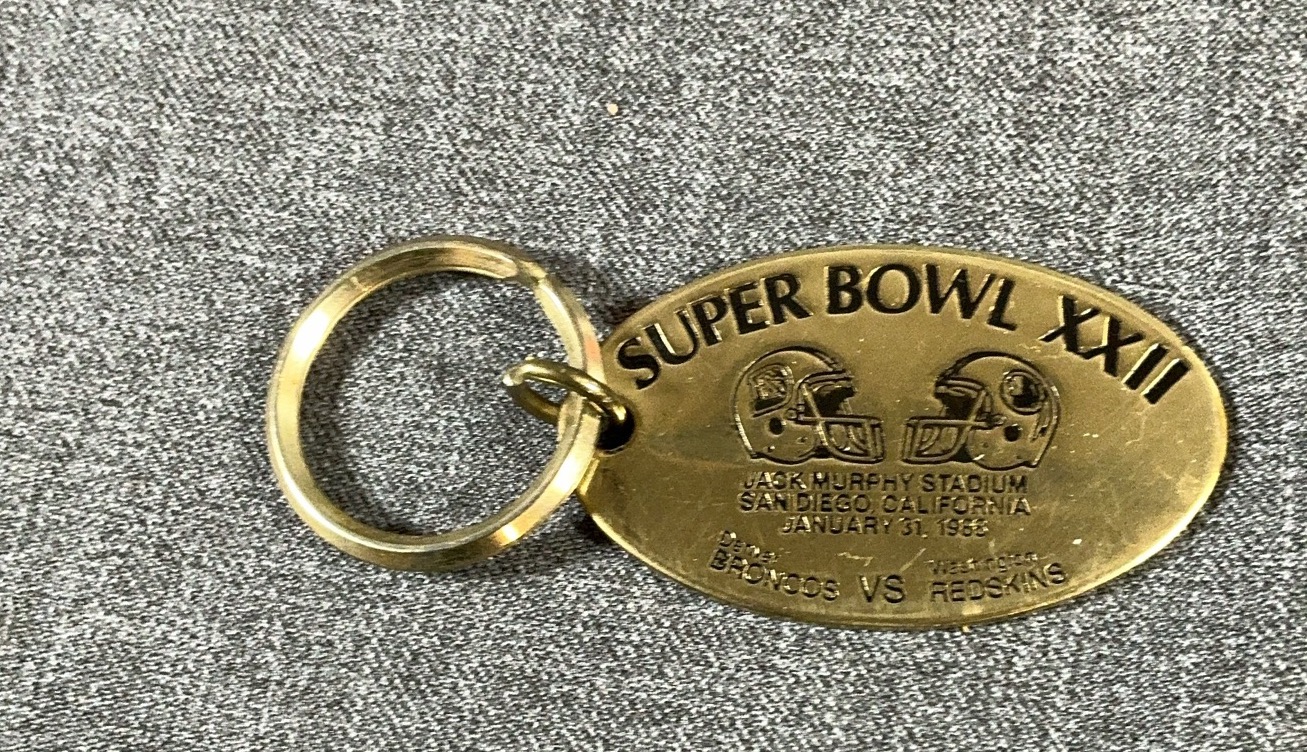 SUPER BOWL XXII
JACK MURPHY STADIUM
SAN DIEGO, CALIFORNIA
JANUARY 31, 1988
Denver
BRONCOS VS
Washington
REDSKINS